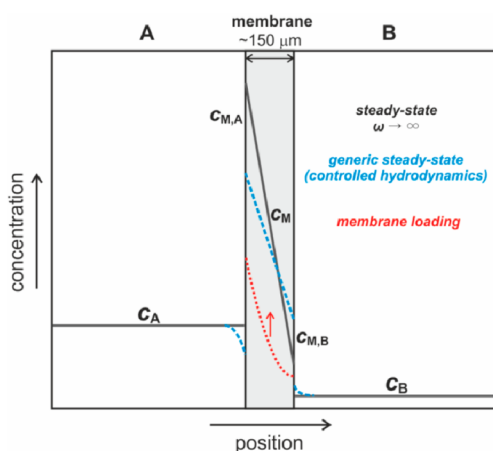 A
membrane
~150 μm
B
c_M,A
steady-state
ω → ∞
generic steady-state
(controlled hydrodynamics)
c_M
membrane loading
concentration
c_A
c_M,B
c_B
position